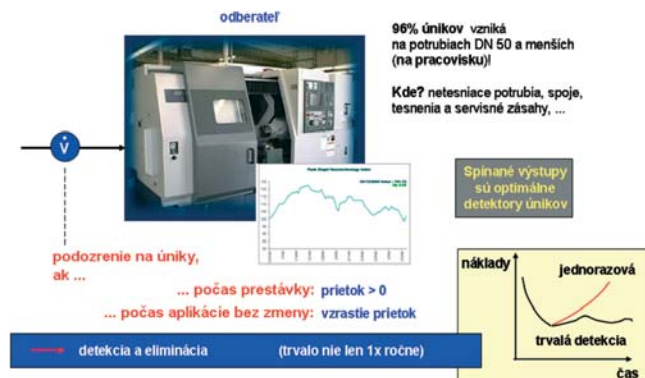 odberateľ
96% únikov vzniká
na potrubiach DN 50 a menších
(na pracovisku)!
Kde? netesniace potrubia, spoje,
tesnenia a servisné zásahy, ...
V̇
Spínané výstupy
sú optimálne
detektory únikov
podozrenie na úniky,
ak ...
... počas prestávky: prietok > 0
... počas aplikácie bez zmeny: vzrastie prietok
náklady
jednorazová
trvalá detekcia
čas
detekcia a eliminácia (trvalo nie len 1x ročne)